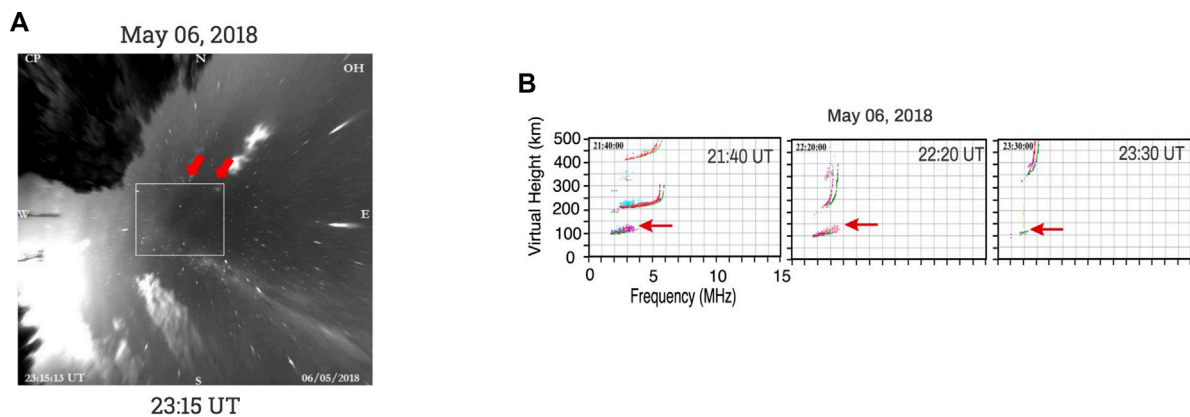 A
May 06, 2018
CP
N
OH
W
E
23:15:13 UT
S
06/05/2018
23:15 UT
B
May 06, 2018
Virtual Height (km)
500
400
300
200
100
0
21:40:00
21:40 UT
22:20:00
22:20 UT
23:30:00
23:30 UT
0
5
10
15
15
Frequency (MHz)